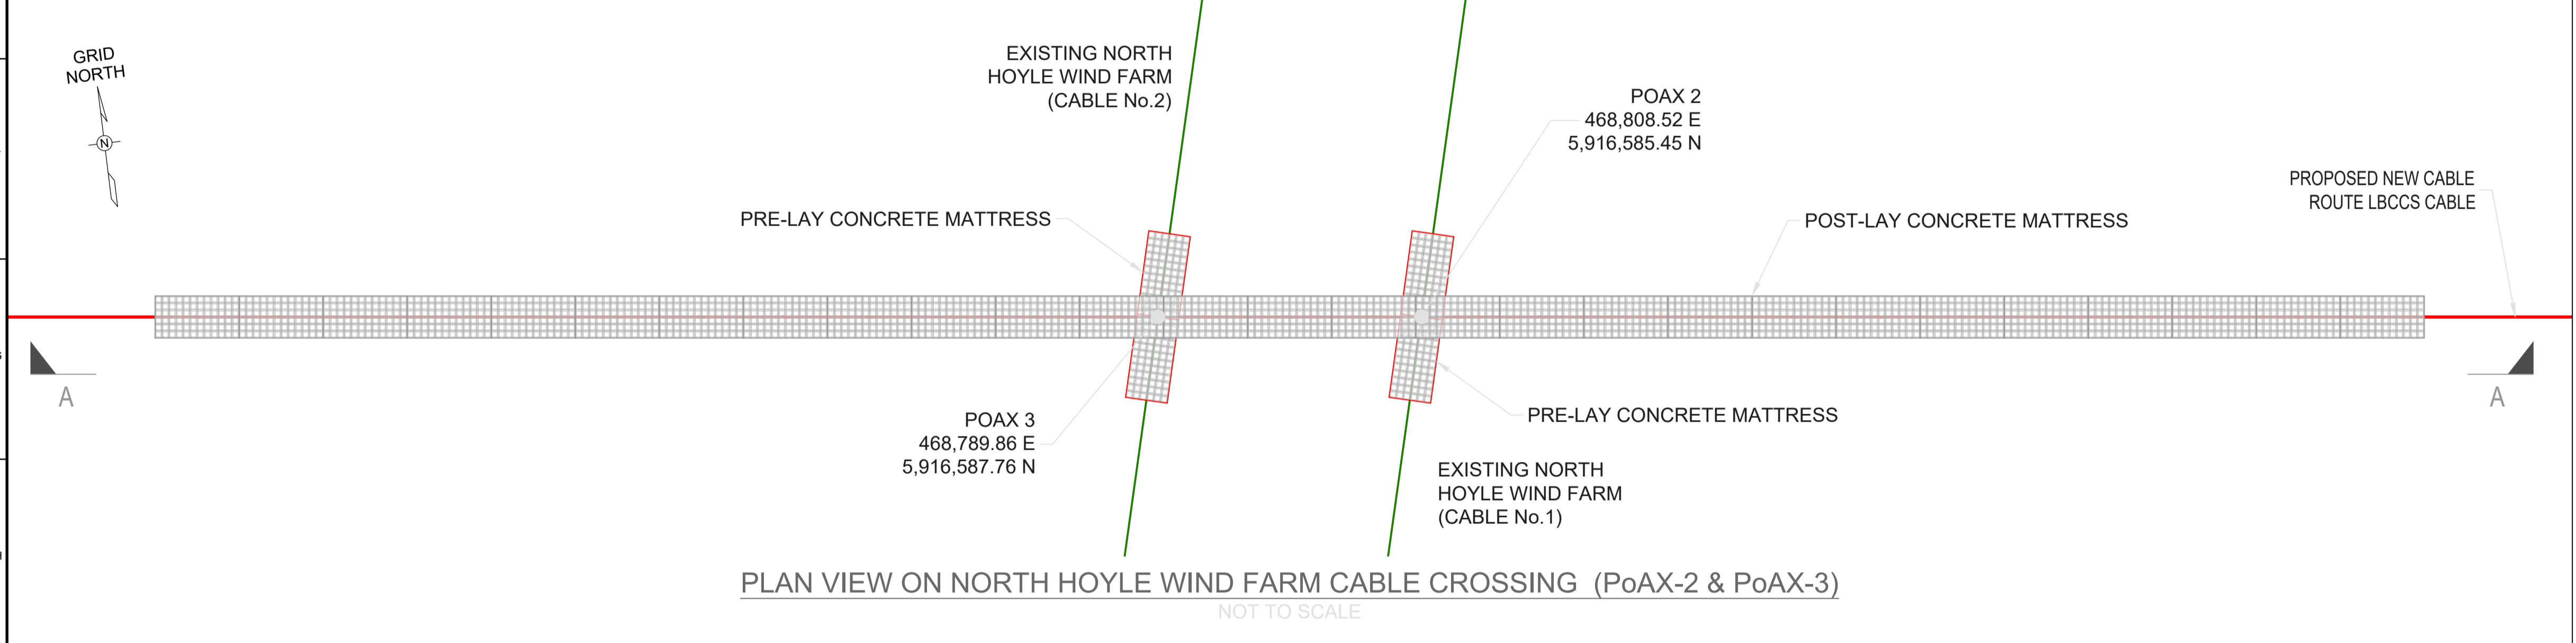 GRID
NORTH
N
EXISTING NORTH
HOYLE WIND FARM
(CABLE No.2)
POAX 2
468,808.52 E
5,916,585.45 N
PROPOSED NEW CABLE
ROUTE LBCCS CABLE
PRE-LAY CONCRETE MATTRESS
POST-LAY CONCRETE MATTRESS
A
A
POAX 3
468,789.86 E
5,916,587.76 N
PRE-LAY CONCRETE MATTRESS
EXISTING NORTH
HOYLE WIND FARM
(CABLE No.1)
PLAN VIEW ON NORTH HOYLE WIND FARM CABLE CROSSING (PoAX-2 & PoAX-3)
NOT TO SCALE